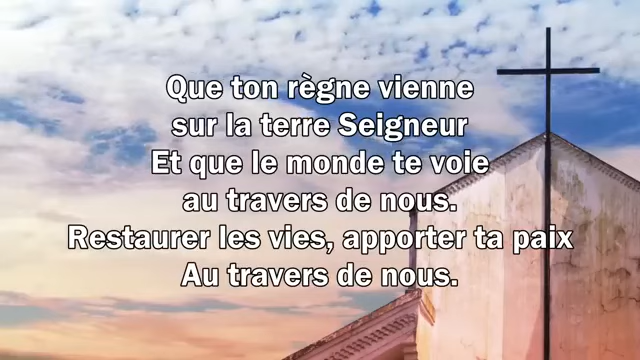 Que ton règne vienne
sur la terre Seigneur
Et que le monde te voie
au travers de nous.
Restaurer les vies, apporter ta paix
Au travers de nous.